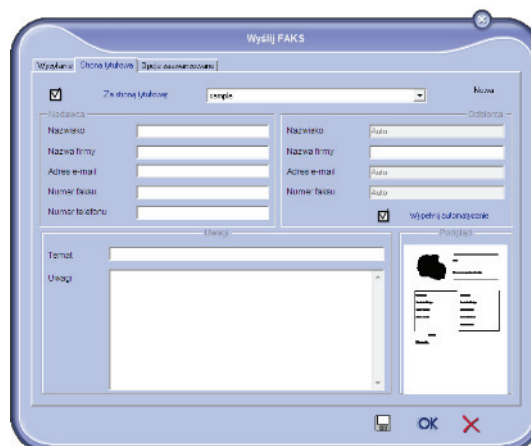 Wyślij FAKS
Wysyłanie Strona tytułowa Opcje zaawansowane
Ze stroną tytułową sample Nowa
Nadawca
Nazwisko
Nazwa firmy
Adres e-mail
Numer faksu
Numer telefonu
Odbiorca
Nazwisko Auto
Nazwa firmy
Adres e-mail Auto
Numer faksu Auto
Wypełnij automatycznie
Uwagi
Temat
Uwagi
Podgląd
OK